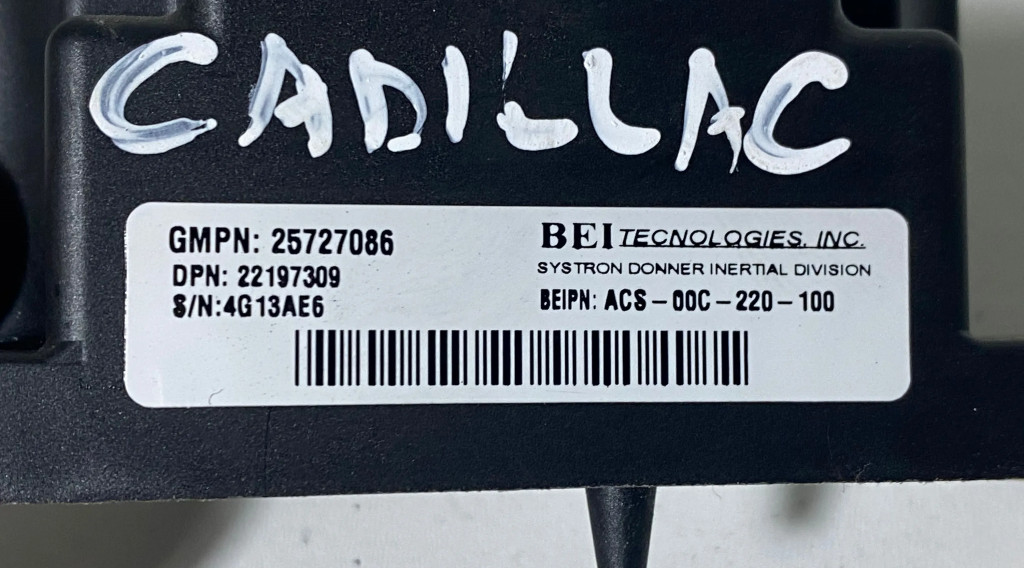 CADILLAC
GMPN: 25727086
DPN: 22197309
S/N:4G13AE6
BEI TECNOLOGIES, INC.
SYSTRON DONNER INERTIAL DIVISION
BEIPN: ACS-00C-220-100